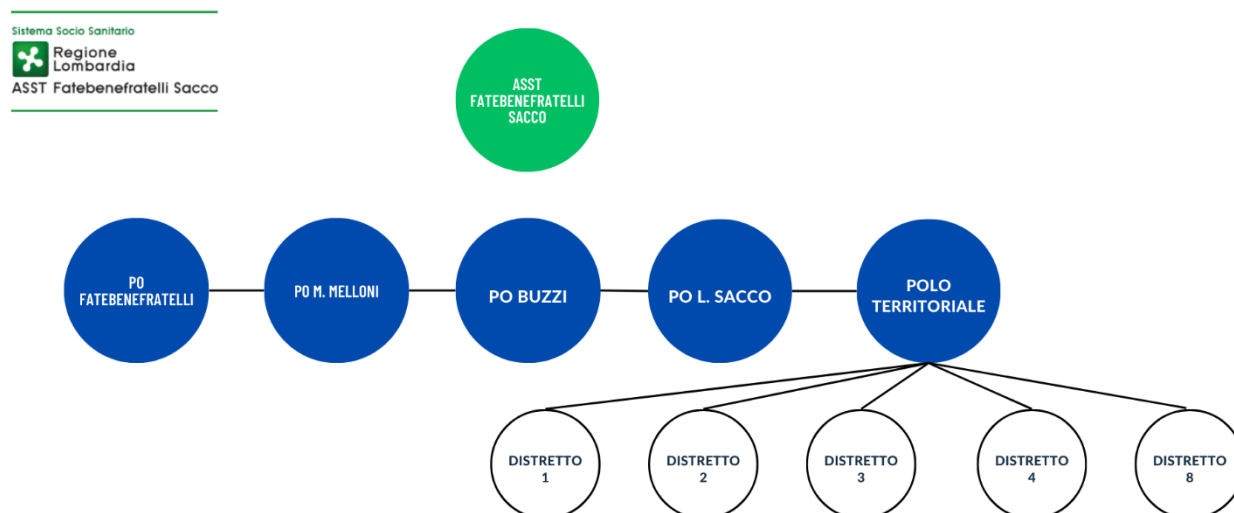 Sistema Socio Sanitario
Regione
Lombardia
ASST Fatebenefratelli Sacco
ASST
FATEBENEFRATELLI
SACCO
PO
FATEBENEFRATELLI
PO M. MELLONI
PO BUZZI
PO L. SACCO
POLO
TERRITORIALE
DISTRETTO
1
DISTRETTO
2
DISTRETTO
3
DISTRETTO
4
DISTRETTO
8